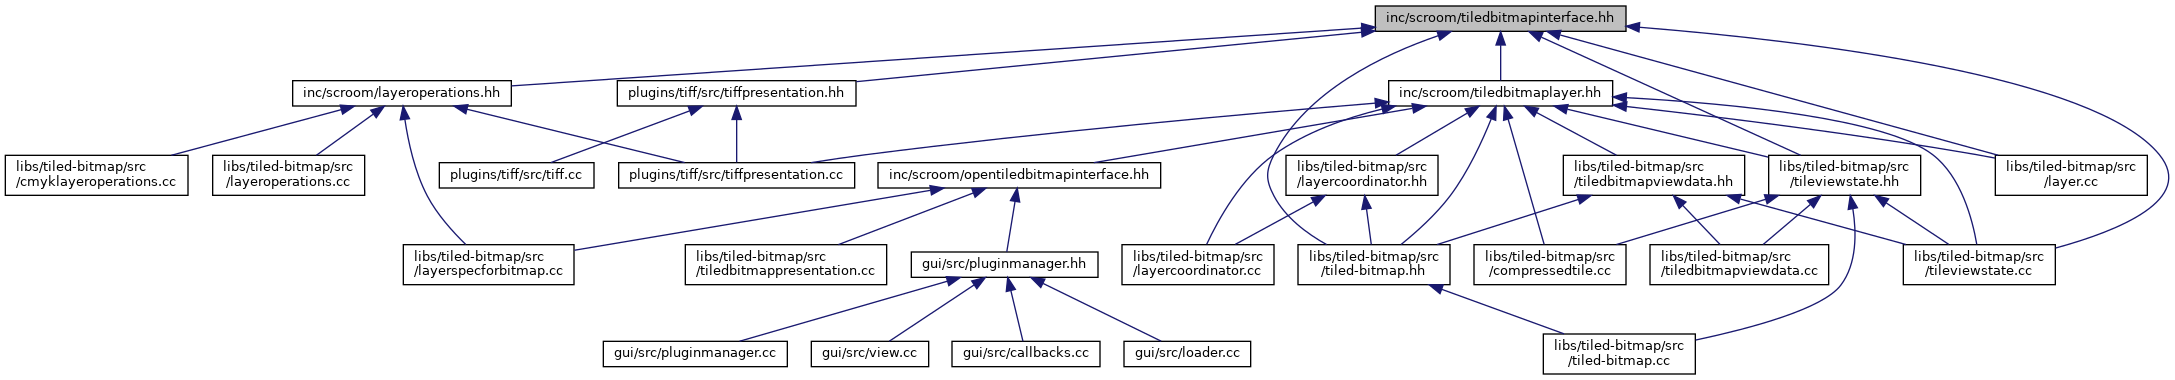 inc/scroom/tiledbitmapinterface.hh
inc/scroom/layeroperations.hh
plugins/tiff/src/tiffpresentation.hh
inc/scroom/tiledbitmaplayer.hh
libs/tiled-bitmap/src
/cmyklayeroperations.cc
libs/tiled-bitmap/src
/layeroperations.cc
plugins/tiff/src/tiff.cc
plugins/tiff/src/tiffpresentation.cc
inc/scroom/opentiledbitmapinterface.hh
libs/tiled-bitmap/src
/layercoordinator.hh
libs/tiled-bitmap/src
/tiledbitmapviewdata.hh
libs/tiled-bitmap/src
/tileviewstate.hh
libs/tiled-bitmap/src
/layer.cc
libs/tiled-bitmap/src
/layerspecforbitmap.cc
libs/tiled-bitmap/src
/tiledbitmappresentation.cc
gui/src/pluginmanager.hh
libs/tiled-bitmap/src
/layercoordinator.cc
libs/tiled-bitmap/src
/tiled-bitmap.hh
libs/tiled-bitmap/src
/compressedtile.cc
libs/tiled-bitmap/src
/tiledbitmapviewdata.cc
libs/tiled-bitmap/src
/tileviewstate.cc
gui/src/pluginmanager.cc
gui/src/view.cc
gui/src/callbacks.cc
gui/src/loader.cc
libs/tiled-bitmap/src
/tiled-bitmap.cc